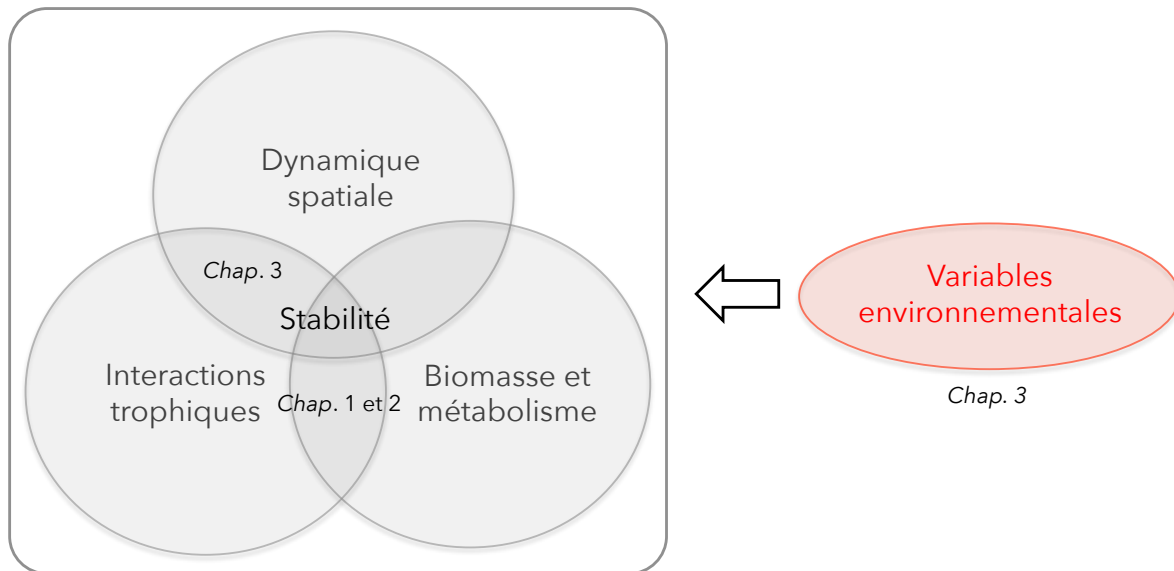 Dynamique
spatiale
Chap. 3
Stabilité
Interactions
trophiques
Chap. 1 et 2
Biomasse et
métabolisme
Variables
environnementales
Chap. 3